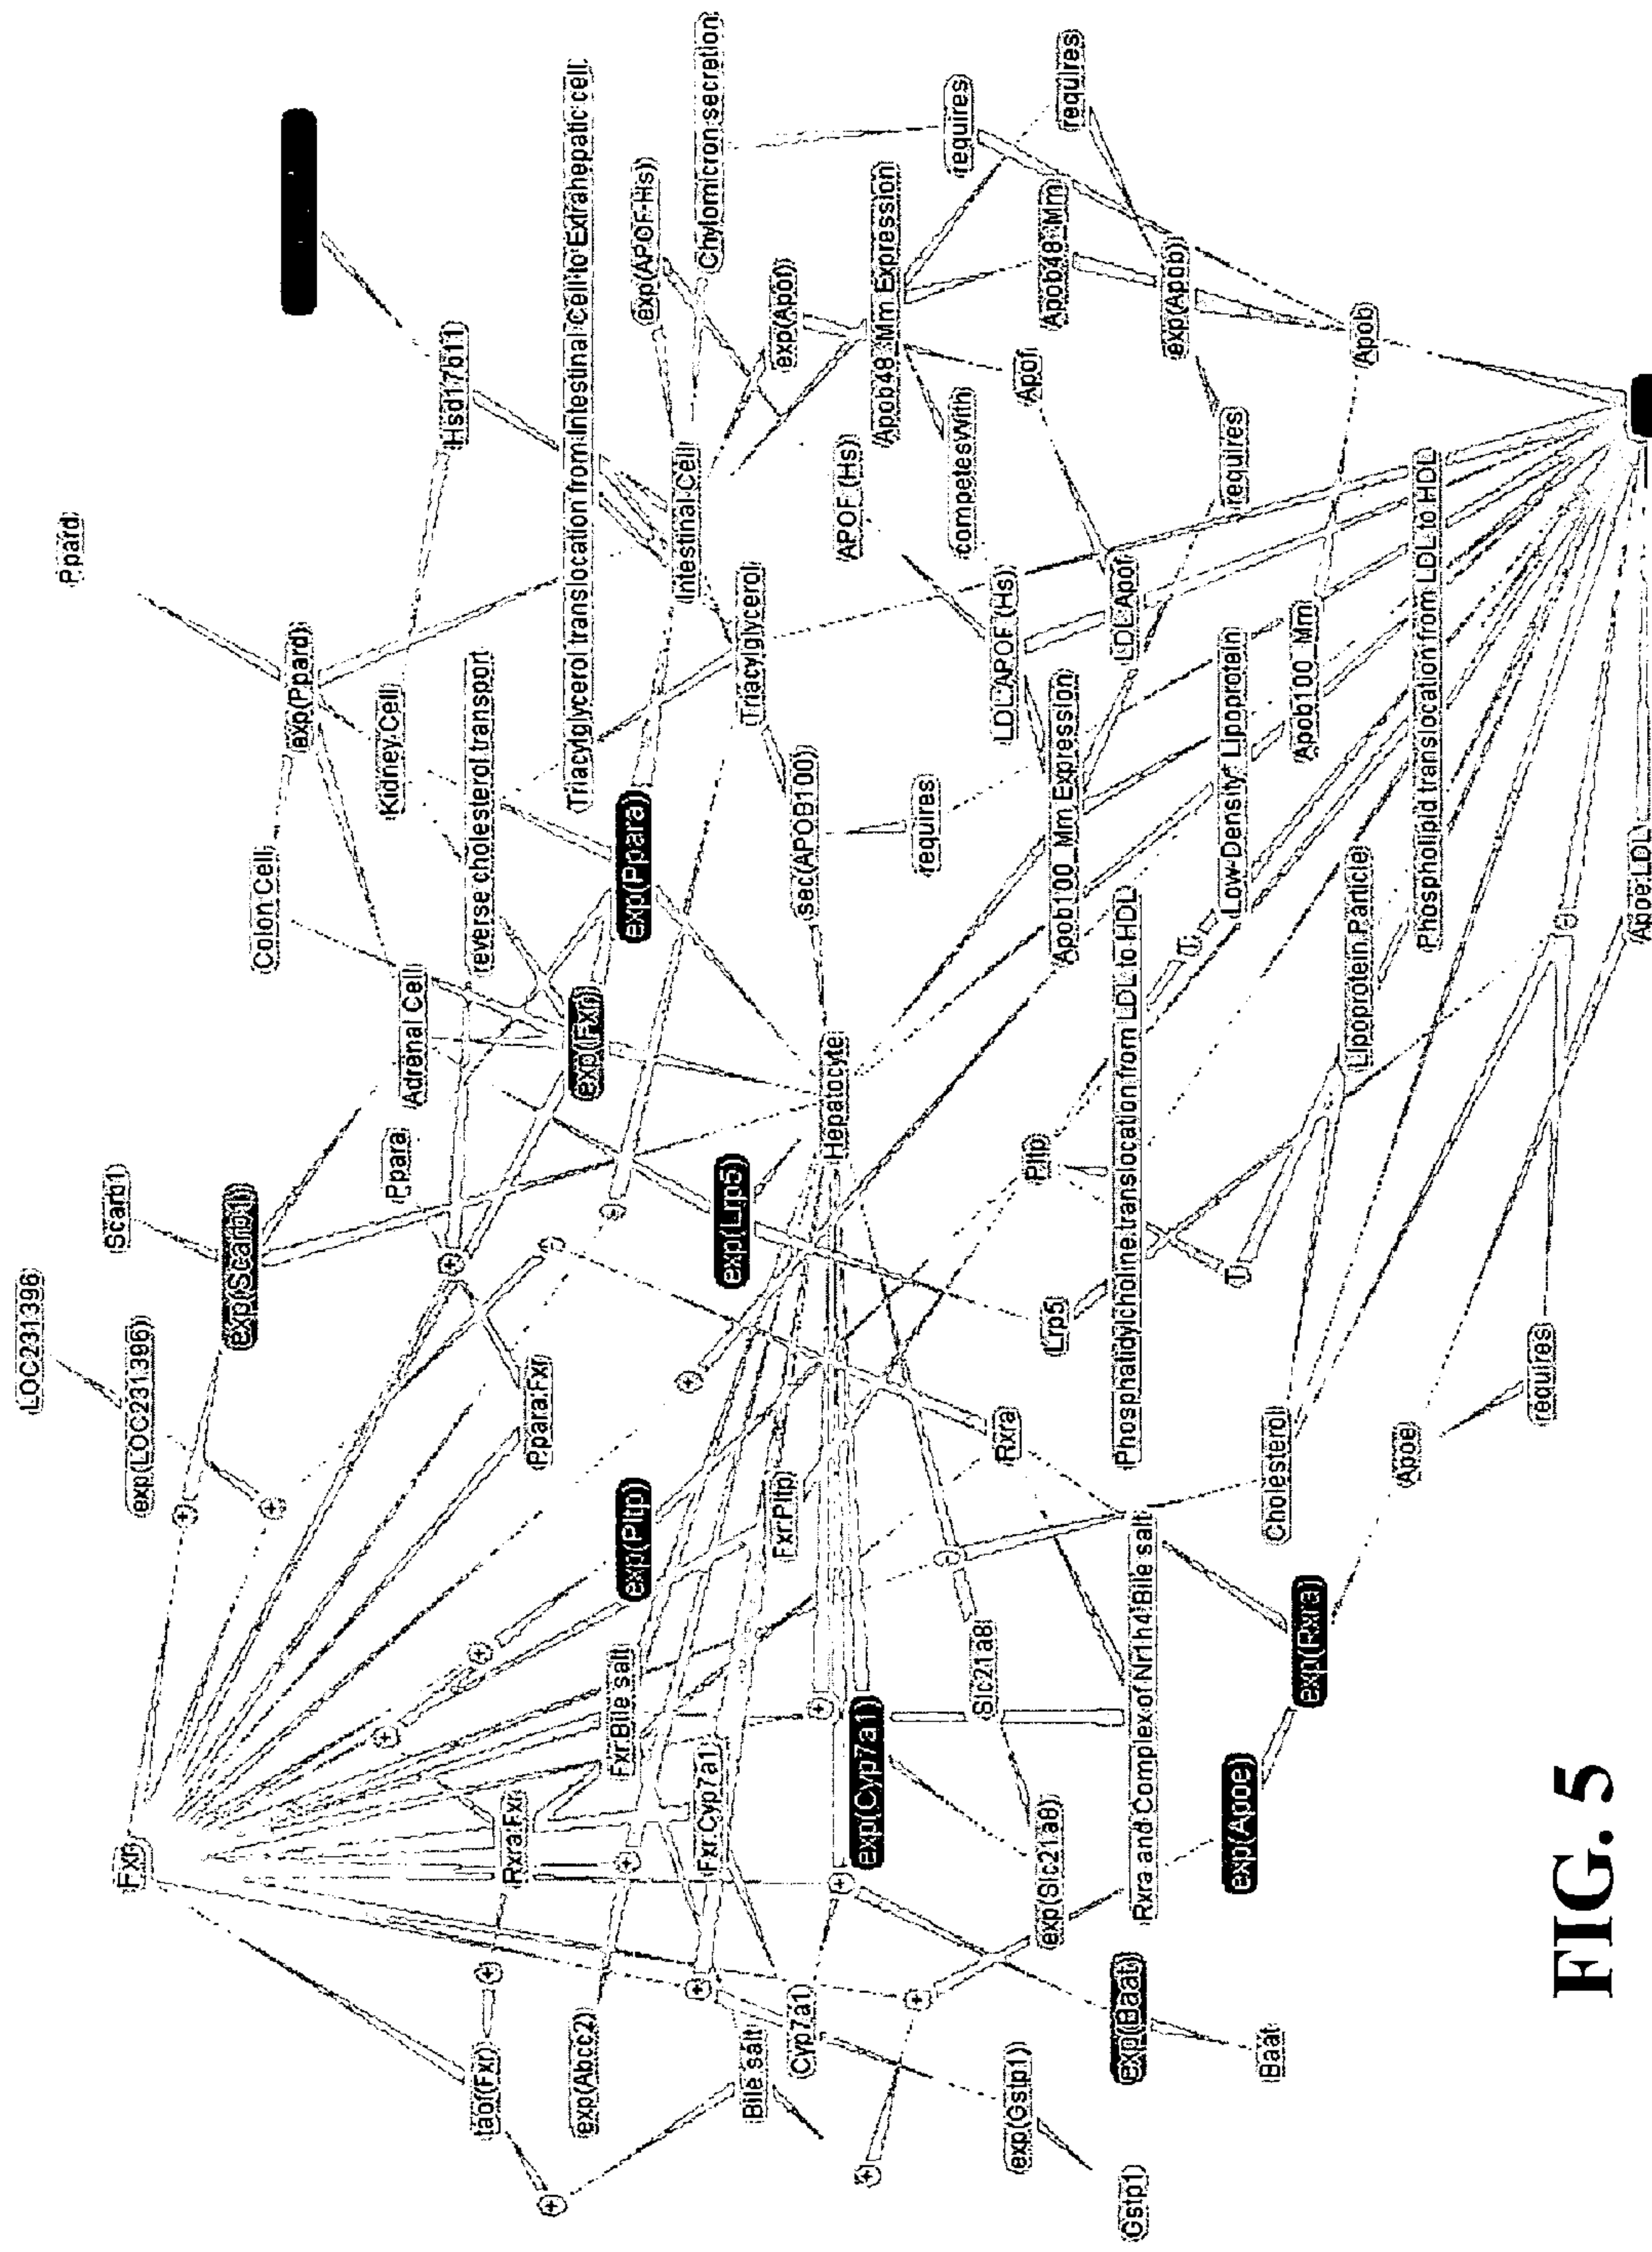 Fxr
LOC231396
Scarb1
Ppard
exp(LOC231396)
exp(Scarb1)
Colon Cell
exp(Ppard)
Ppara
Adrenal Cell
Kidney Cell
Hsd17b11
taof(Fxr)
Rxra:Fxr
Ppara:Fxr
reverse cholesterol transport
exp(Abcc2)
exp(Fxr)
Triacylglycerol translocation from Intestinal Cell to Extrahepatic cell
Fxr:Bile salt
exp(Pltp)
exp(Ppara)
exp(APOF Hs)
Intestinal Cell
Chylomicron secretion
Fxr:Cyp7a1
exp(Lrp5)
Bile salt
Triacylglycerol
Cyp7a1
Fxr:Pltp
sec(APOB100)
exp(Apof)
Hepatocyte
APOF (Hs)
exp(Cyp7a1)
Apob48_Mm Expression
requires
competesWith
requires
Slc21a8
Rxra
LDL:APOF (Hs)
Apof
exp(Gstp1)
exp(Slc21a8)
Lrp5
Pltp
Apob100_Mm Expression
Apob48_Mm
requires
LDL:Apof
Gstp1
exp(Baat)
Rxra and Complex of Nr1h4:Bile salt
Phosphatidylcholine translocation from LDL to HDL
exp(Apob)
Baat
exp(Apoe)
Low-Density Lipoprotein
requires
Cholesterol
exp(Rxra)
Apob100_Mm
Lipoprotein Particle
Apob
Apoe
Phospholipid translocation from LDL to HDL
requires
Apoe:LDL
FIG. 5